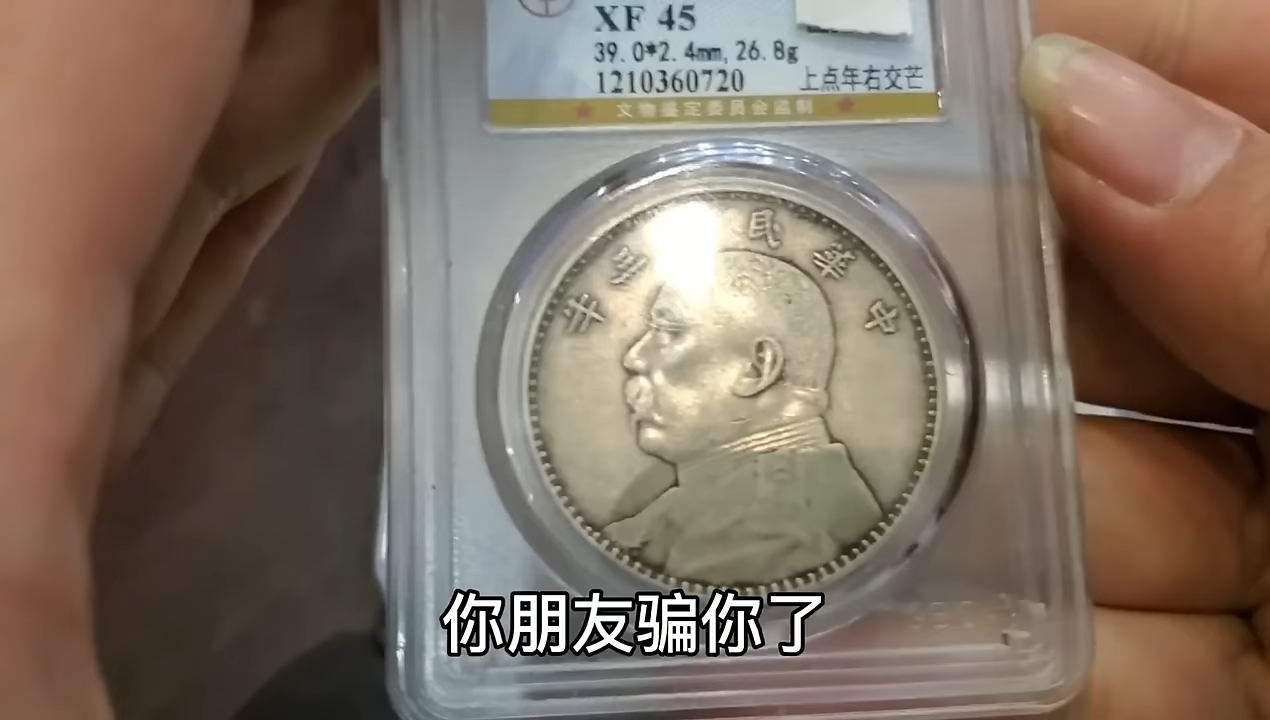 XF 45
39.0*2.4mm, 26.8g
1210360720 上点年右交芒
★ 文物鉴定委员会监制 ★
年 三 民 華 中
你朋友骗你了